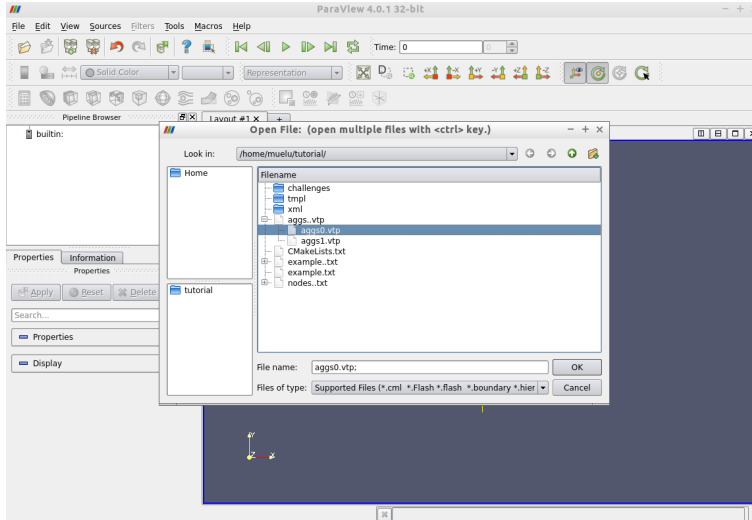 ParaView 4.0.1 32-bit
File Edit View Sources Filters Tools Macros Help
Time: 0 0
Solid Color Representation
Pipeline Browser
Layout #1 × +
builtin:
Open File: (open multiple files with <ctrl> key.)
Look in: /home/muelu/tutorial/
Home
Filename
challenges
tmpl
xml
aggs..vtp
aggs0.vtp
aggs1.vtp
CMakeLists.txt
example..txt
example.txt
nodes..txt
tutorial
File name: aggs0.vtp; OK
Files of type: Supported Files (*.cml *.Flash *.flash *.boundary *.hier Cancel
Properties Information
Properties
Apply Reset Delete
Search...
Properties
Display
Y
Z X